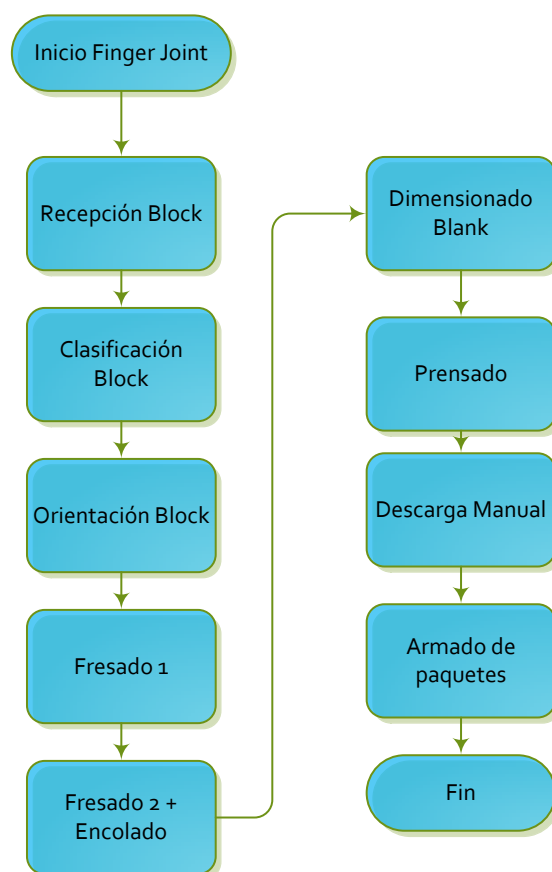 Inicio Finger Joint
Recepción Block
Clasificación
Block
Orientación Block
Fresado 1
Fresado 2 +
Encolado
Dimensionado
Blank
Prensado
Descarga Manual
Armado de
paquetes
Fin